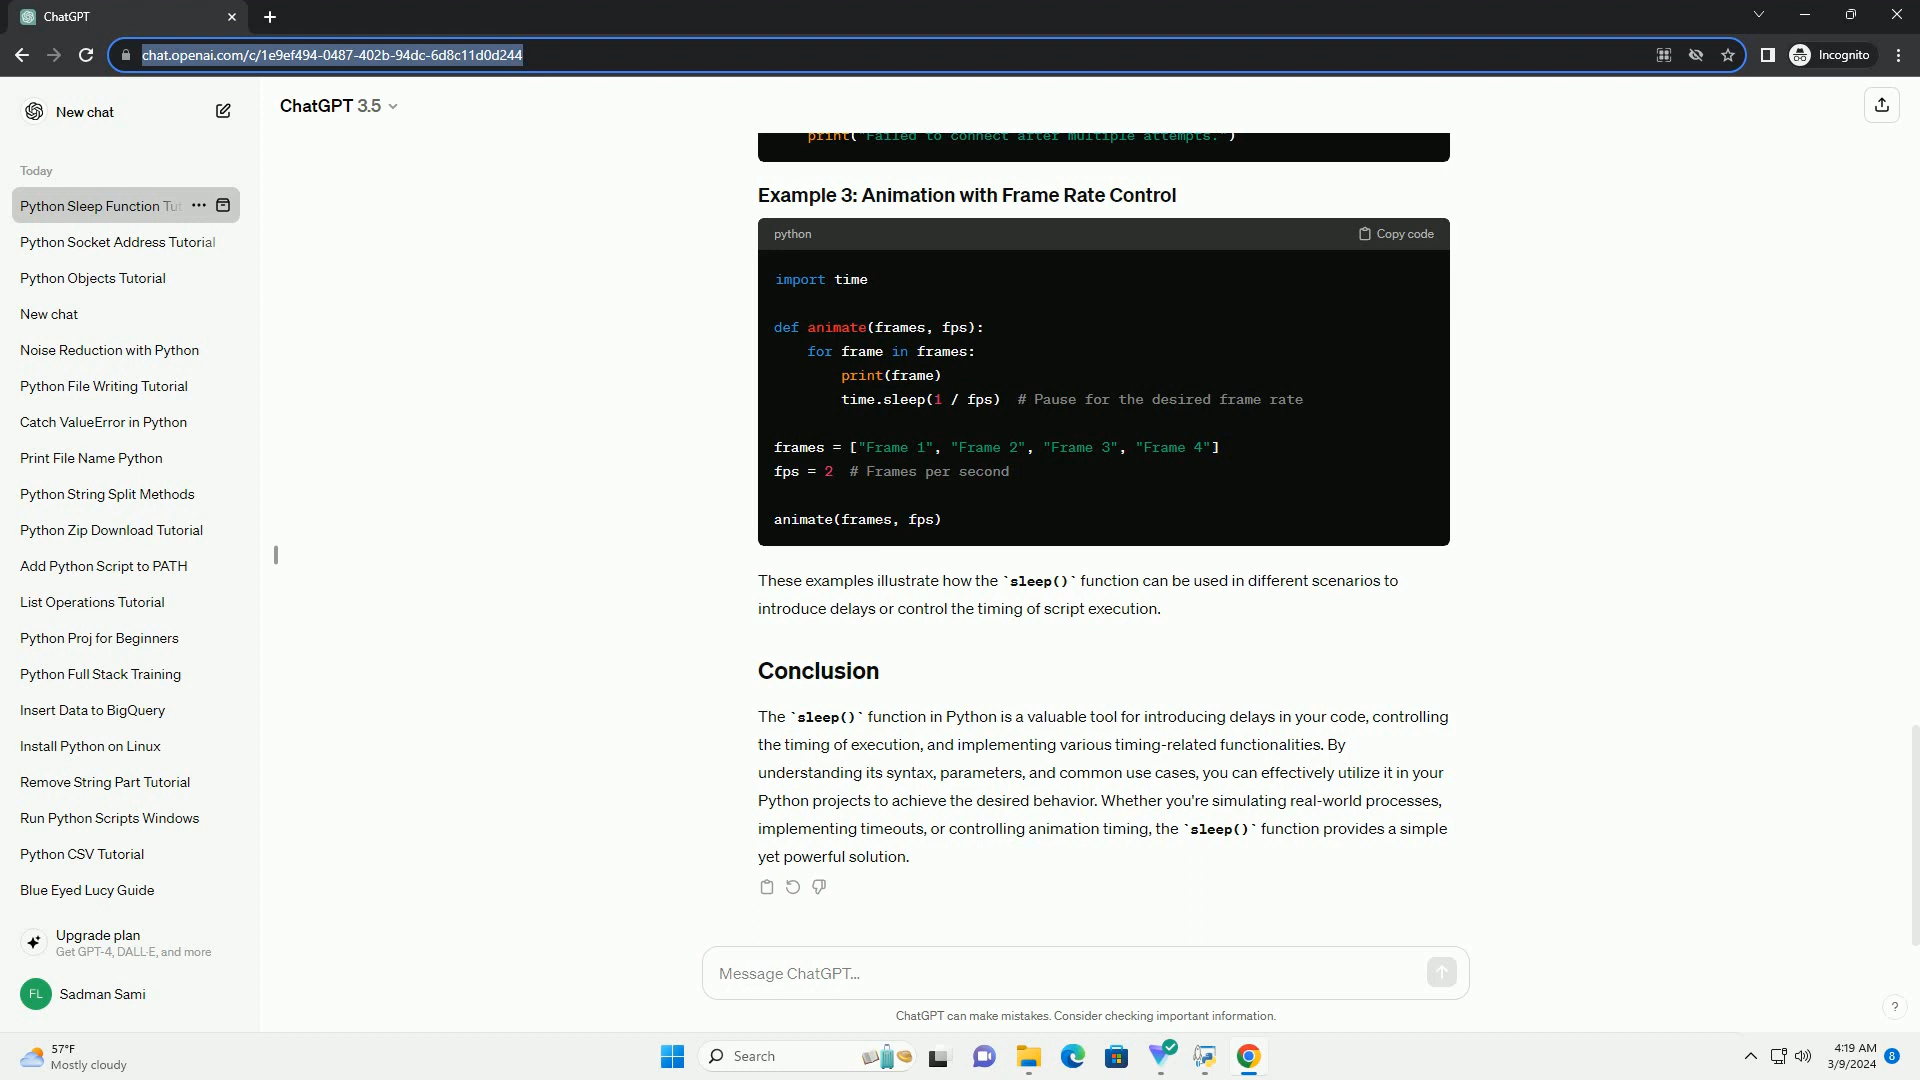 ChatGPT
chat.openai.com/c/1e9ef494-0487-402b-94dc-6d8c11d0d244
Incognito
New chat
Today
Python Sleep Function Tut
Python Socket Address Tutorial
Python Objects Tutorial
New chat
Noise Reduction with Python
Python File Writing Tutorial
Catch ValueError in Python
Print File Name Python
Python String Split Methods
Python Zip Download Tutorial
Add Python Script to PATH
List Operations Tutorial
Python Proj for Beginners
Python Full Stack Training
Insert Data to BigQuery
Install Python on Linux
Remove String Part Tutorial
Run Python Scripts Windows
Python CSV Tutorial
Blue Eyed Lucy Guide
Upgrade plan
Get GPT-4, DALL·E, and more
FL Sadman Sami
ChatGPT 3.5
print("Failed to connect after multiple attempts.")
Example 3: Animation with Frame Rate Control
python Copy code
import time
def animate(frames, fps):
for frame in frames:
print(frame)
time.sleep(1 / fps)  # Pause for the desired frame rate
frames = ["Frame 1", "Frame 2", "Frame 3", "Frame 4"]
fps = 2  # Frames per second
animate(frames, fps)
These examples illustrate how the `sleep()` function can be used in different scenarios to
introduce delays or control the timing of script execution.
Conclusion
The `sleep()` function in Python is a valuable tool for introducing delays in your code, controlling
the timing of execution, and implementing various timing-related functionalities. By
understanding its syntax, parameters, and common use cases, you can effectively utilize it in your
Python projects to achieve the desired behavior. Whether you're simulating real-world processes,
implementing timeouts, or controlling animation timing, the `sleep()` function provides a simple
yet powerful solution.
Message ChatGPT...
ChatGPT can make mistakes. Consider checking important information.
?
57°F
Mostly cloudy
Search
4:19 AM
3/9/2024
8